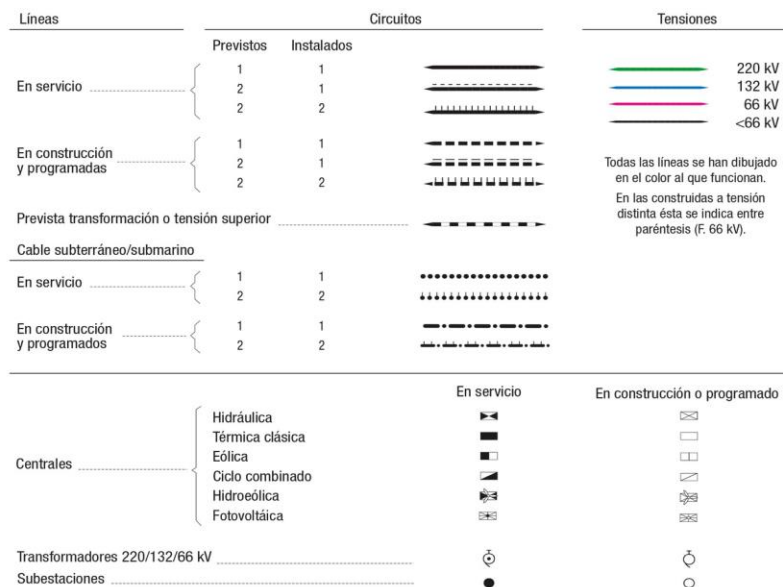 Líneas Circuitos Tensiones
Previstos Instalados
En servicio
1 1
2 1
2 2
220 kV
132 kV
66 kV
<66 kV
En construcción
y programadas
1 1
2 1
2 2
Todas las líneas se han dibujado
en el color al que funcionan.
En las construidas a tensión
distinta ésta se indica entre
paréntesis (F. 66 kV).
Prevista transformación o tensión superior
Cable subterráneo/submarino
En servicio
1 1
2 2
En construcción
y programados
1 1
2 2
En servicio En construcción o programado
Centrales
Hidráulica
Térmica clásica
Eólica
Ciclo combinado
Hidroeólica
Fotovoltáica
Transformadores 220/132/66 kV
Subestaciones